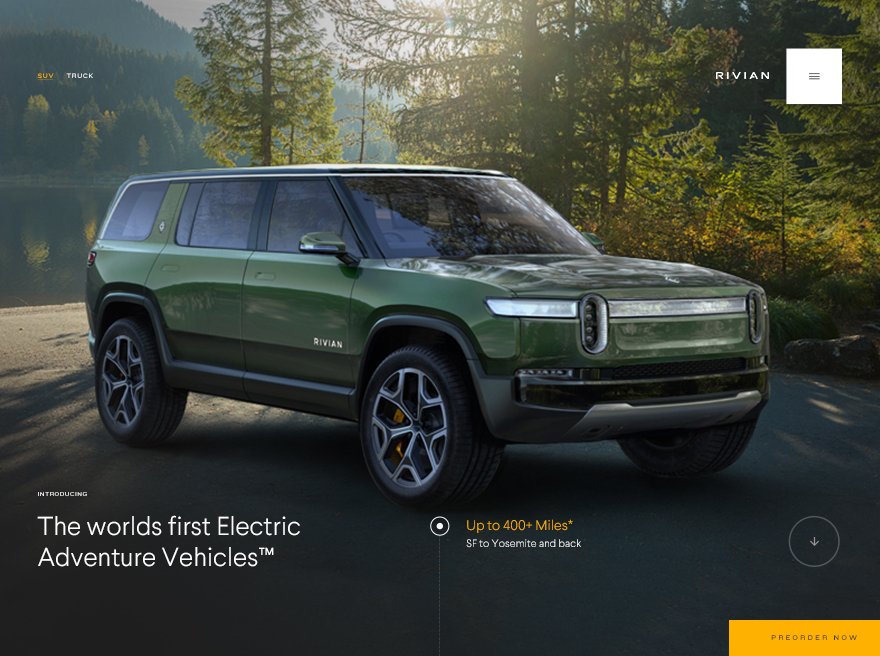 SUV TRUCK
RIVIAN
RIVIAN
INTRODUCING
The worlds first Electric
Adventure Vehicles™
Up to 400+ Miles*
SF to Yosemite and back
PREORDER NOW